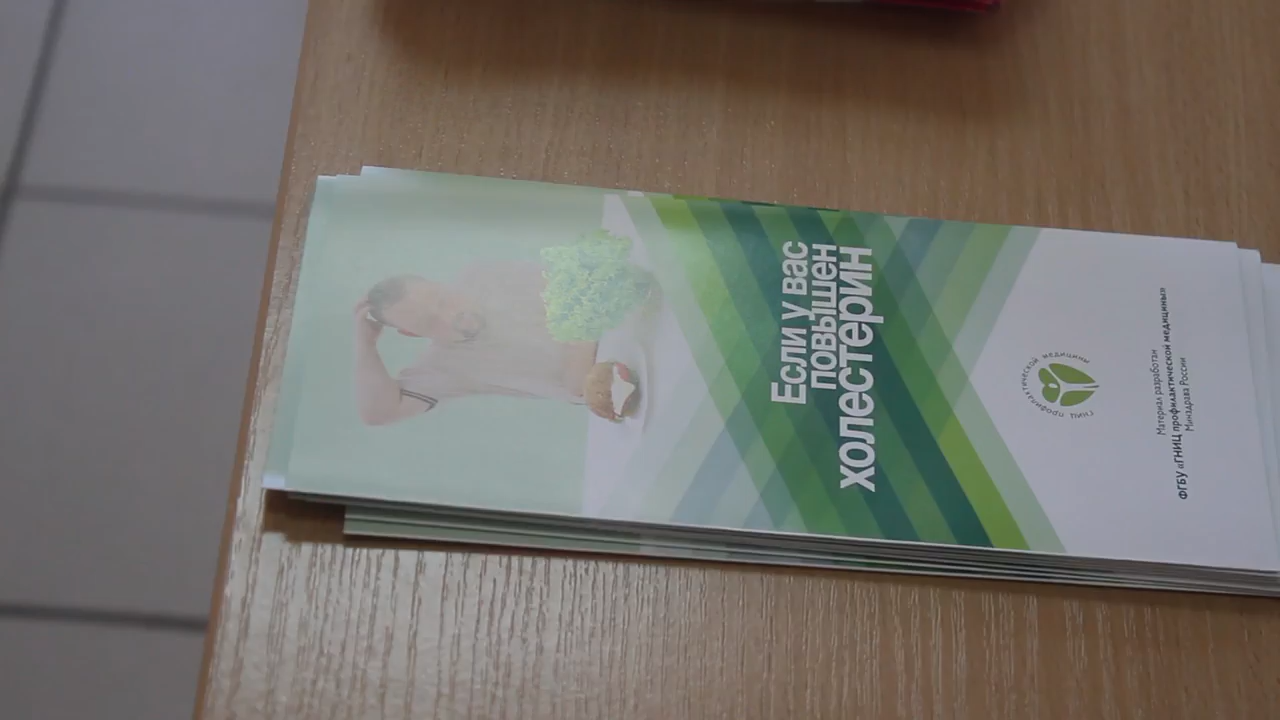 Если у вас
повышен
холестерин
ГНИЦ профилактической медицины
Материал разработан
ФГБУ «ГНИЦ профилактической медицины»
Минздрава России